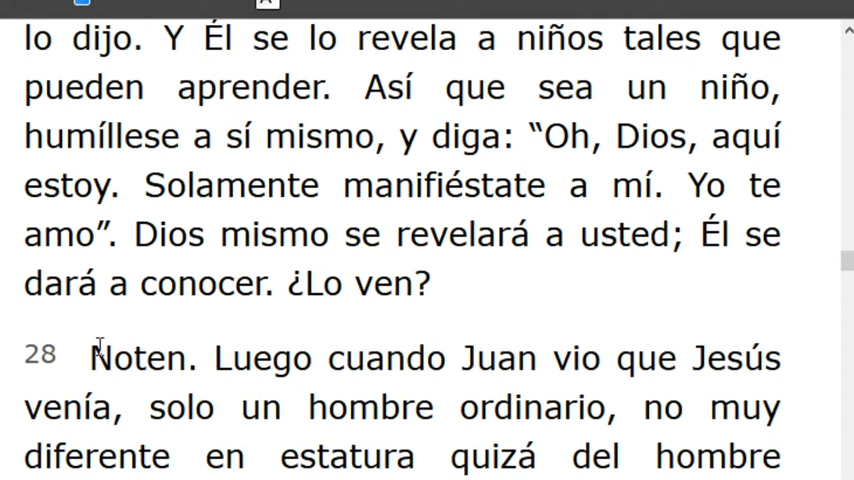 lo dijo. Y Él se lo revela a niños tales que
pueden aprender. Así que sea un niño,
humíllese a sí mismo, y diga: “Oh, Dios, aquí
estoy. Solamente manifiéstate a mí. Yo te
amo”. Dios mismo se revelará a usted; Él se
dará a conocer. ¿Lo ven?
28 Noten. Luego cuando Juan vio que Jesús
venía, solo un hombre ordinario, no muy
diferente en estatura quizá del hombre